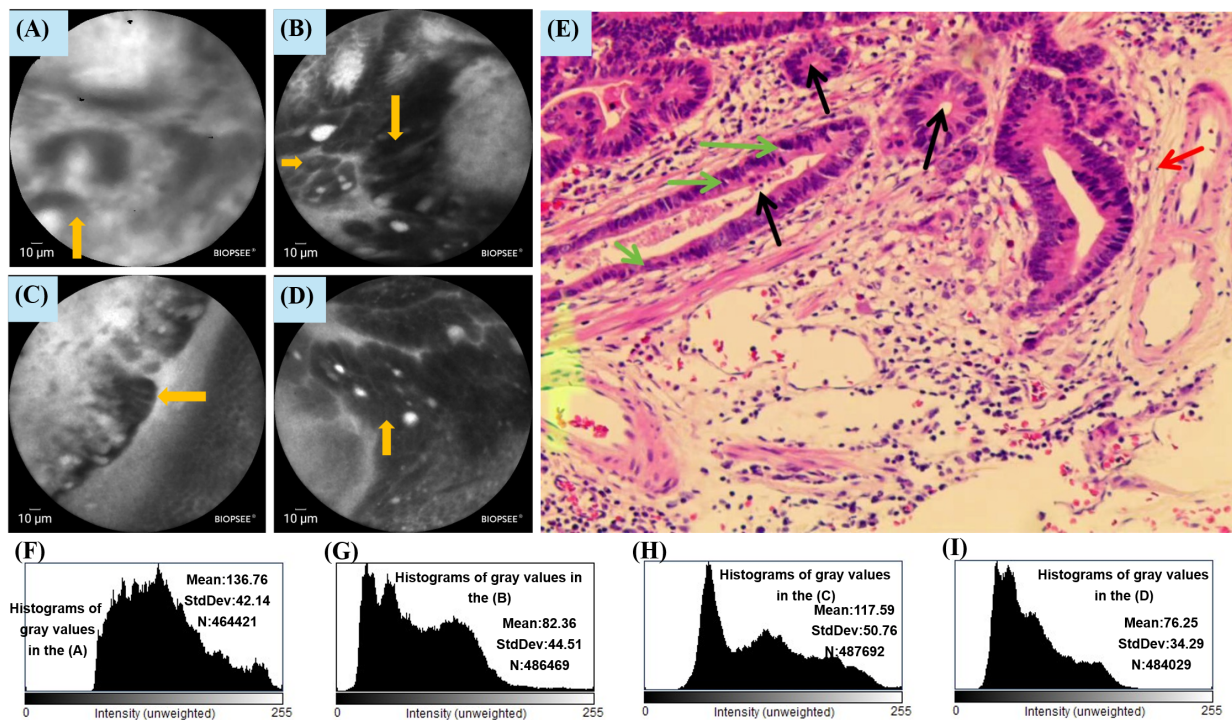 (A)
10 μm
BIOPSEE®
(B)
10 μm
BIOPSEE®
(C)
10 μm
BIOPSEE®
(D)
10 μm
BIOPSEE®
(E)
(F)
Histograms of
gray values
in the (A)
Mean:136.76
StdDev:42.14
N:464421
0
Intensity (unweighted)
255
(G)
Histograms of gray values in
the (B)
Mean:82.36
StdDev:44.51
N:486469
0
Intensity (unweighted)
255
(H)
Histograms of gray values
in the (C)
Mean:117.59
StdDev:50.76
N:487692
0
Intensity (unweighted)
255
(I)
Histograms of gray values
in the (D)
Mean:76.25
StdDev:34.29
N:484029
0
Intensity (unweighted)
255